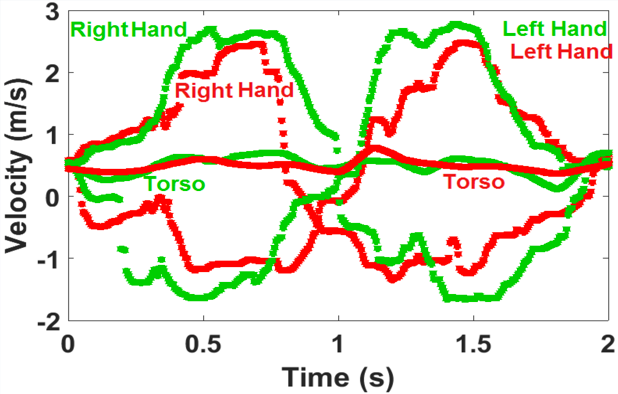 3
2
1
0
-1
-2
Velocity (m/s)
Right Hand
Left Hand
Left Hand
Right Hand
Torso
Torso
0
0.5
1
1.5
2
Time (s)